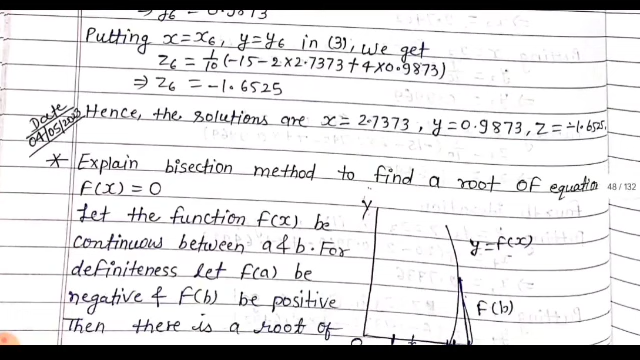 ⇒ y6 = 0.9873
Putting x=x6, y=y6 in (3), we get
z6 = 1/10 (-15-2×2.7373+4×0.9873)
⇒ z6 = -1.6525
Date
04/05/2023
Hence, the solutions are x=2.7373, y=0.9873, z=-1.6525.
* Explain bisection method to find a root of equation
F(x)=0
48 / 132
Let the function f(x) be
continuous between a & b. For
definiteness let f(a) be
negative & f(b) be positive
Then there is a root of
Y
y=f(x)
f(b)
O